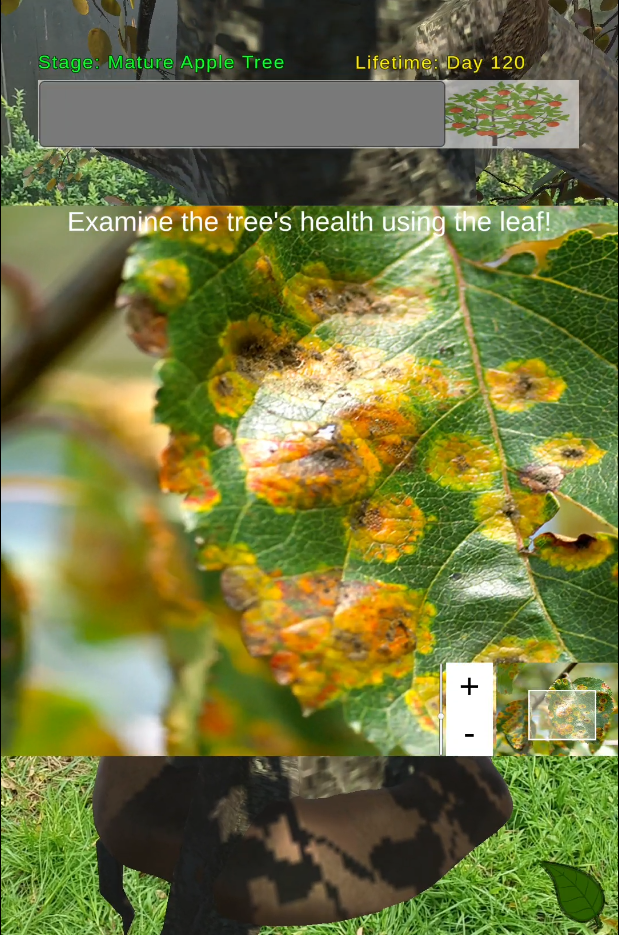 Stage: Mature Apple Tree
Lifetime: Day 120
Examine the tree's health using the leaf!
+
-